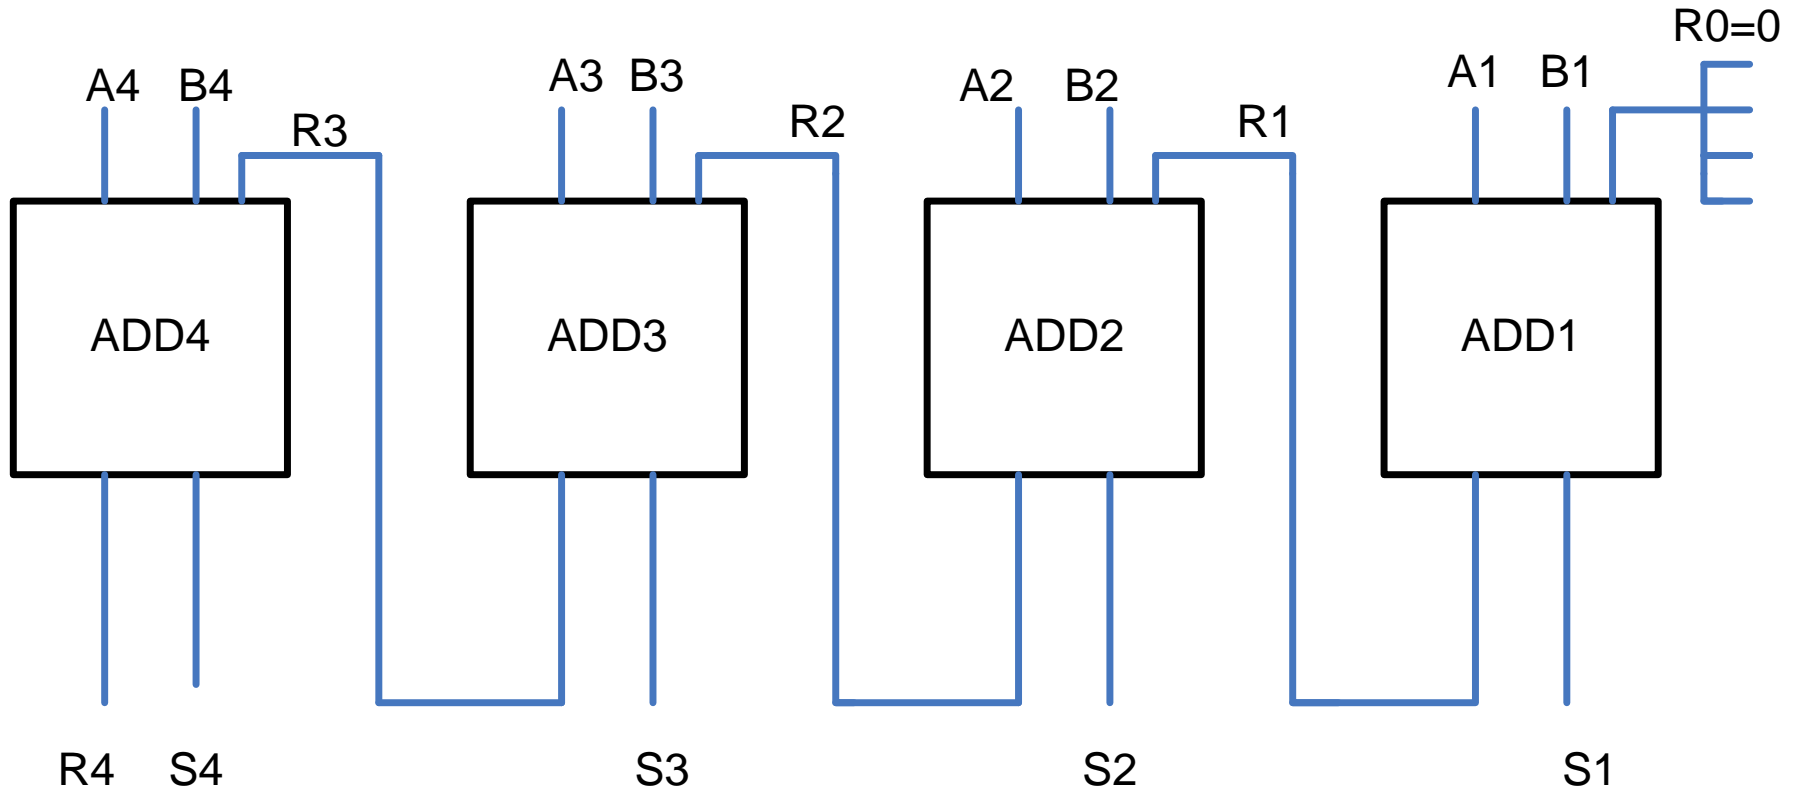 R0=0
A4 B4 A3 B3 A2 B2 A1 B1
R3 R2 R1
ADD4 ADD3 ADD2 ADD1
R4 S4 S3 S2 S1